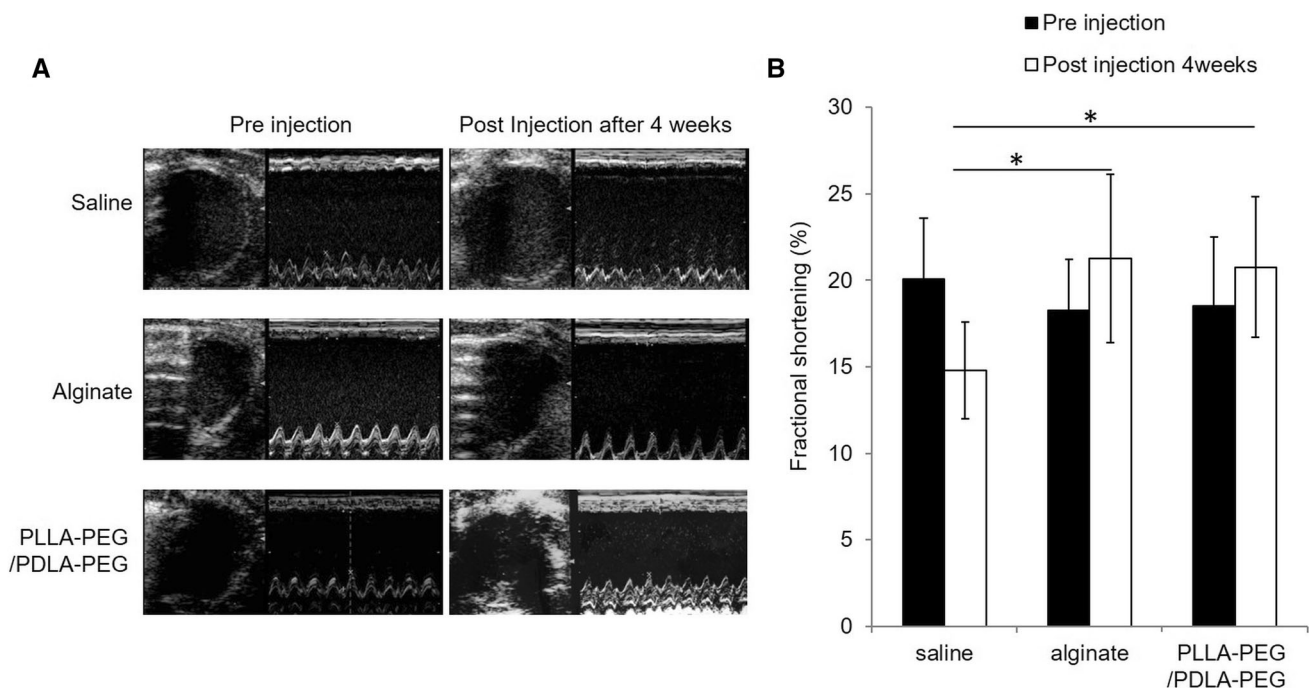 A
Pre injection
Post Injection after 4 weeks
Saline
Alginate
PLLA-PEG
/PDLA-PEG
B
Pre injection
Post injection 4weeks
Fractional shortening (%)
30
25
20
15
10
5
0
*
*
saline
alginate
PLLA-PEG
/PDLA-PEG